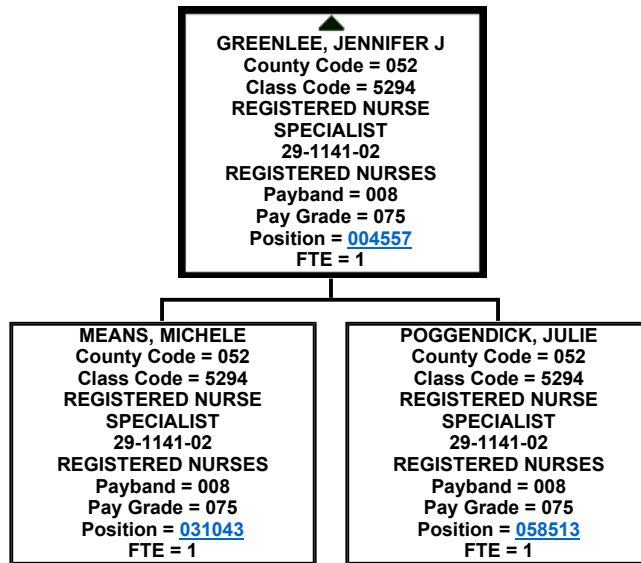 GREENLEE, JENNIFER J
County Code = 052
Class Code = 5294
REGISTERED NURSE
SPECIALIST
29-1141-02
REGISTERED NURSES
Payband = 008
Pay Grade = 075
Position = 004557
FTE = 1
MEANS, MICHELE
County Code = 052
Class Code = 5294
REGISTERED NURSE
SPECIALIST
29-1141-02
REGISTERED NURSES
Payband = 008
Pay Grade = 075
Position = 031043
FTE = 1
POGGENDICK, JULIE
County Code = 052
Class Code = 5294
REGISTERED NURSE
SPECIALIST
29-1141-02
REGISTERED NURSES
Payband = 008
Pay Grade = 075
Position = 058513
FTE = 1